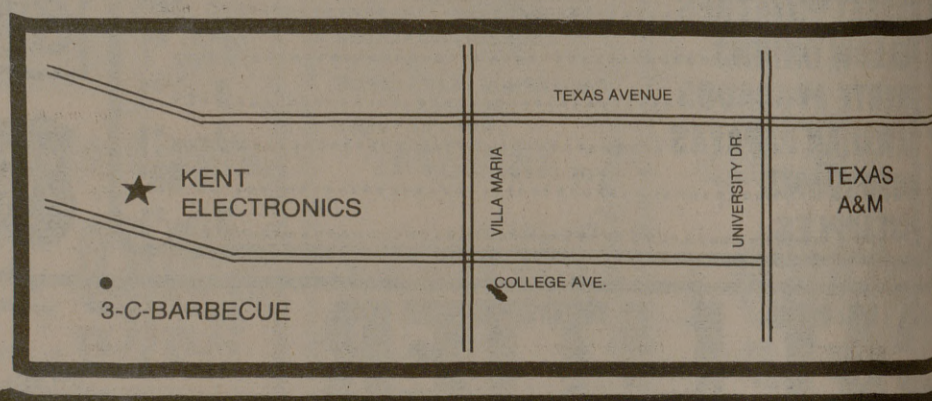 TEXAS AVENUE
VILLA MARIA
UNIVERSITY DR.
TEXAS
A&M
KENT
ELECTRONICS
COLLEGE AVE.
3-C-BARBECUE